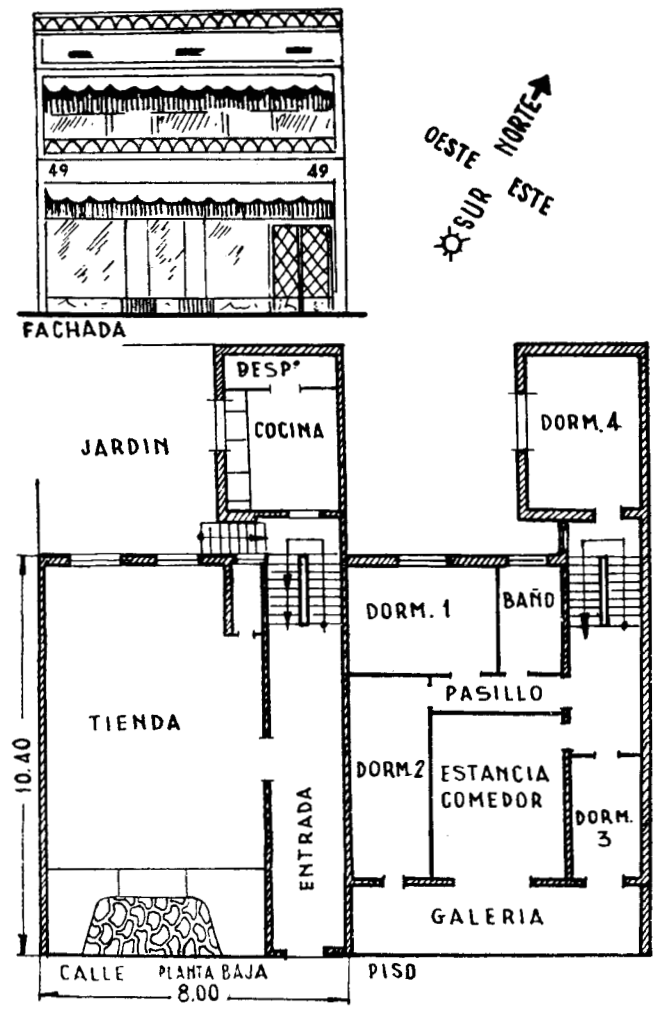 49 49
FACHADA
OESTE
NORTE
SUR
ESTE
DESPº
COCINA
JARDIN
DORM. 4
DORM. 1
BAÑO
PASILLO
TIENDA
DORM. 2
ESTANCIA
COMEDOR
DORM.
3
ENTRADA
10.40
GALERIA
CALLE
PLANTA BAJA
PISO
8.00